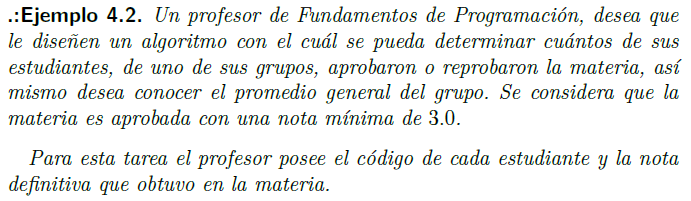 .:Ejemplo 4.2. Un profesor de Fundamentos de Programación, desea que
le diseñen un algoritmo con el cuál se pueda determinar cuántos de sus
estudiantes, de uno de sus grupos, aprobaron o reprobaron la materia, así
mismo desea conocer el promedio general del grupo. Se considera que la
materia es aprobada con una nota mínima de 3.0.
Para esta tarea el profesor posee el código de cada estudiante y la nota
definitiva que obtuvo en la materia.